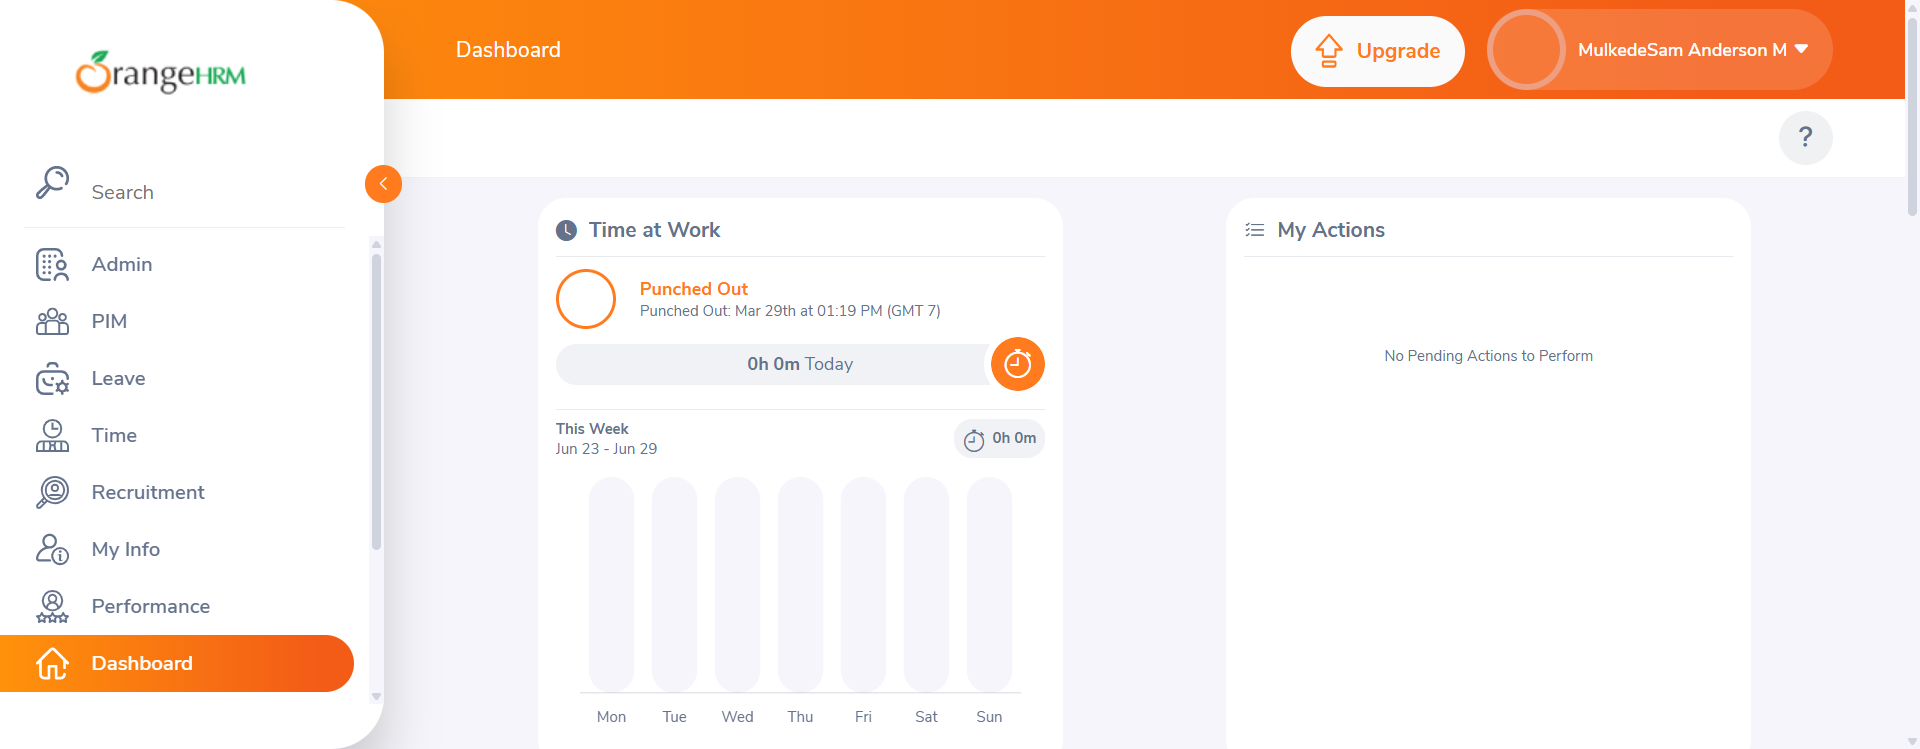 OrangeHRM
Search
Admin
PIM
Leave
Time
Recruitment
My Info
Performance
Dashboard
Dashboard
Upgrade
MulkedeSam Anderson M
?
Time at Work
Punched Out
Punched Out: Mar 29th at 01:19 PM (GMT 7)
0h 0m Today
This Week
Jun 23 - Jun 29
0h 0m
Mon Tue Wed Thu Fri Sat Sun
My Actions
No Pending Actions to Perform